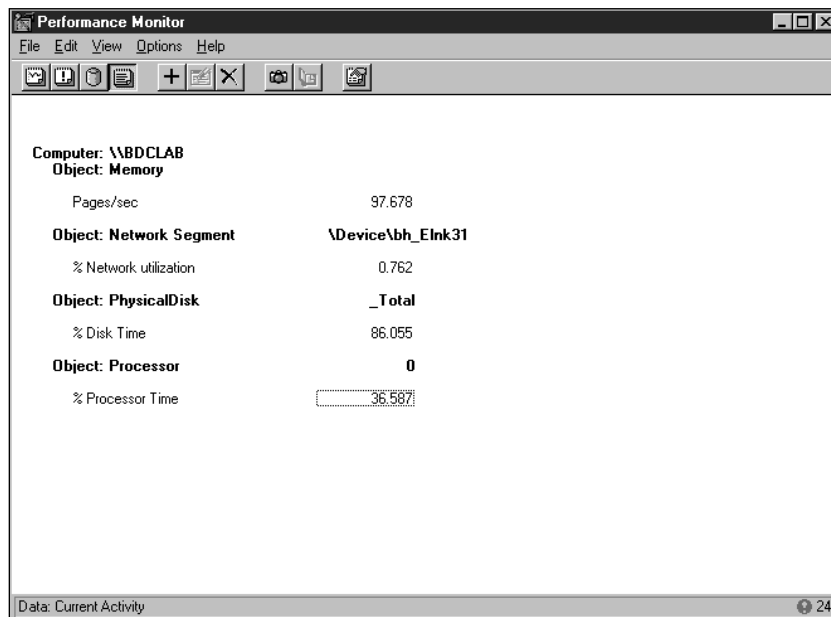 Performance Monitor
File Edit View Options Help
Computer: \\BDCLAB
Object: Memory
Pages/sec 97.678
Object: Network Segment \Device\bh_Elnk31
% Network utilization 0.762
Object: PhysicalDisk _Total
% Disk Time 86.055
Object: Processor 0
% Processor Time 36.587
Data: Current Activity 24